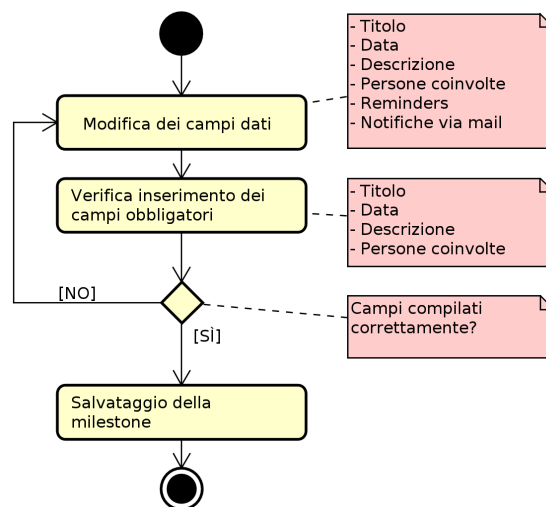 - Titolo
- Data
- Descrizione
- Persone coinvolte
- Reminders
- Notifiche via mail
Modifica dei campi dati
Verifica inserimento dei
campi obbligatori
- Titolo
- Data
- Descrizione
- Persone coinvolte
[NO]
Campi compilati
correttamente?
[SÌ]
Salvataggio della
milestone